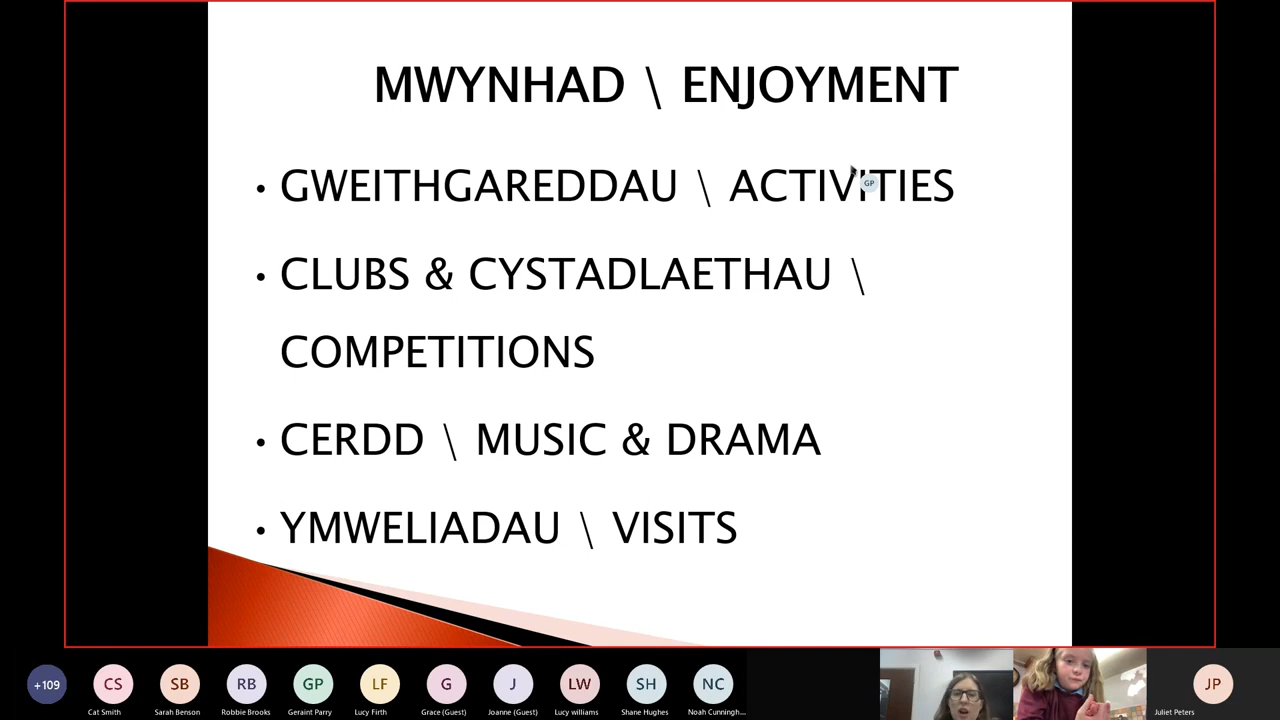 MWYNHAD \ ENJOYMENT
• GWEITHGAREDDAU \ ACTIVITIES
GP
• CLUBS & CYSTADLAETHAU \
COMPETITIONS
• CERDD \ MUSIC & DRAMA
• YMWELIADAU \ VISITS
+109 CS SB RB GP LF G J LW SH NC JP
Cat Smith Sarah Benson Robbie Brooks Geraint Parry Lucy Firth Grace (Guest) Joanne (Guest) Lucy williams Shane Hughes Noah Cunningh... Juliet Peters